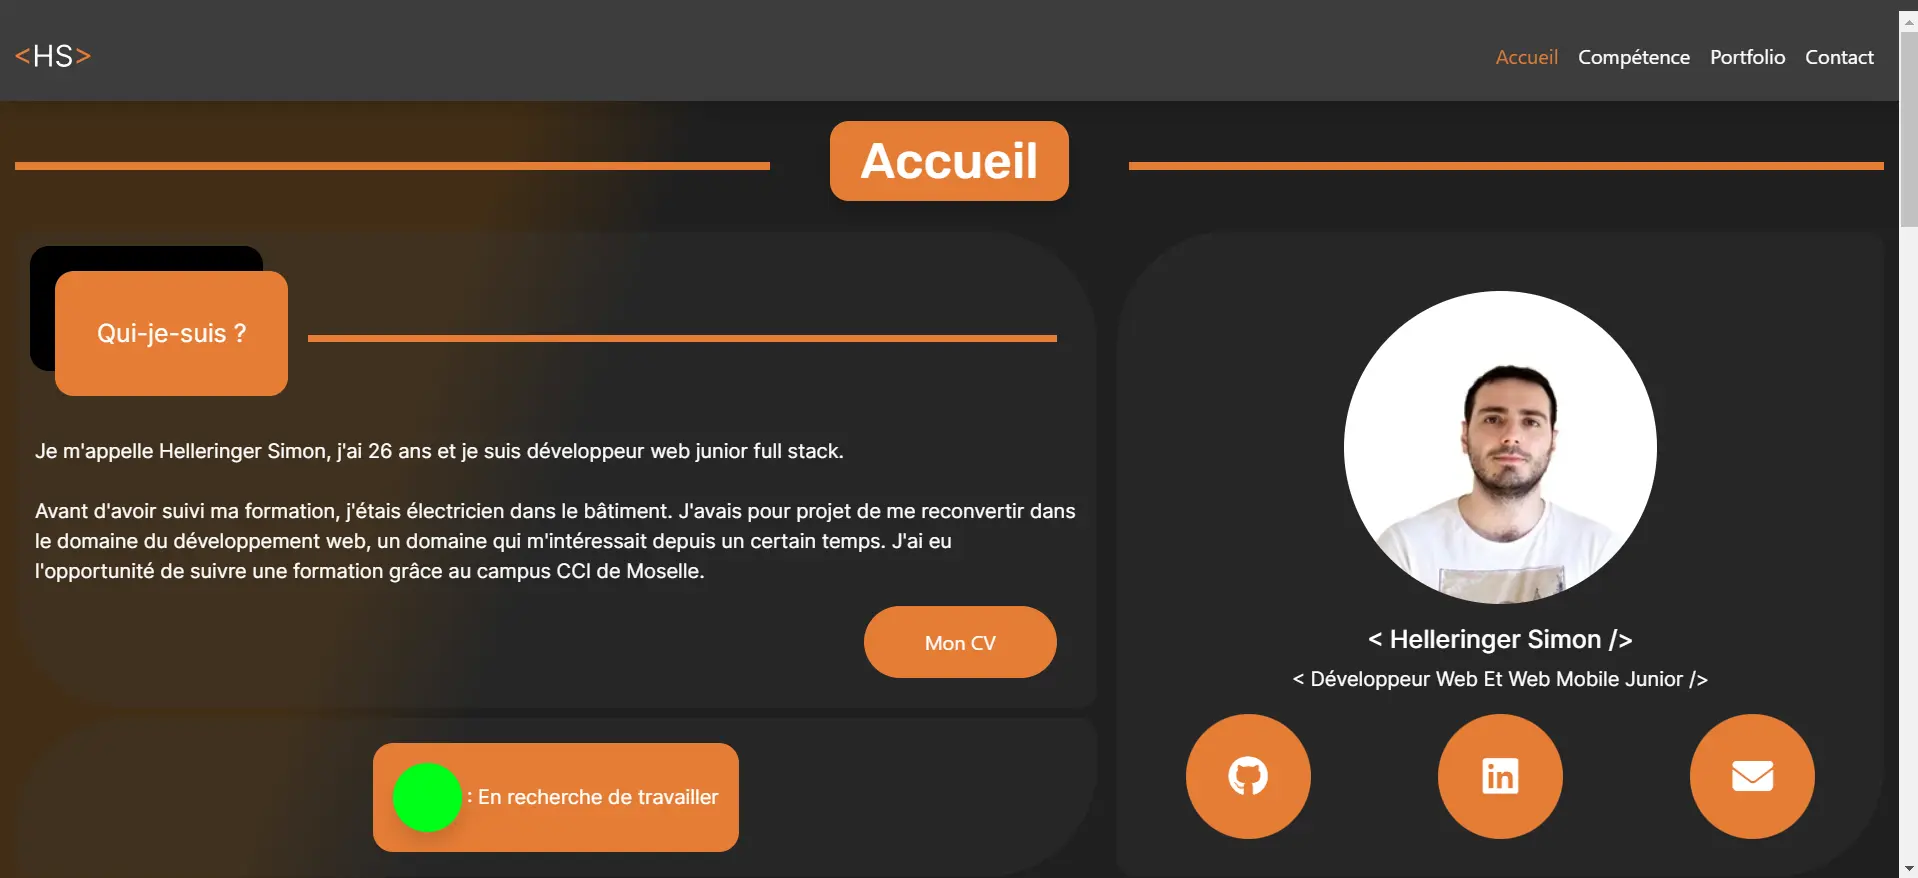 <HS>
Accueil Compétence Portfolio Contact
Accueil
Qui-je-suis ?
Je m'appelle Helleringer Simon, j'ai 26 ans et je suis développeur web junior full stack.
Avant d'avoir suivi ma formation, j'étais électricien dans le bâtiment. J'avais pour projet de me reconvertir dans
le domaine du développement web, un domaine qui m'intéressait depuis un certain temps. J'ai eu
l'opportunité de suivre une formation grâce au campus CCI de Moselle.
Mon CV
: En recherche de travailler
< Helleringer Simon />
< Développeur Web Et Web Mobile Junior />
in